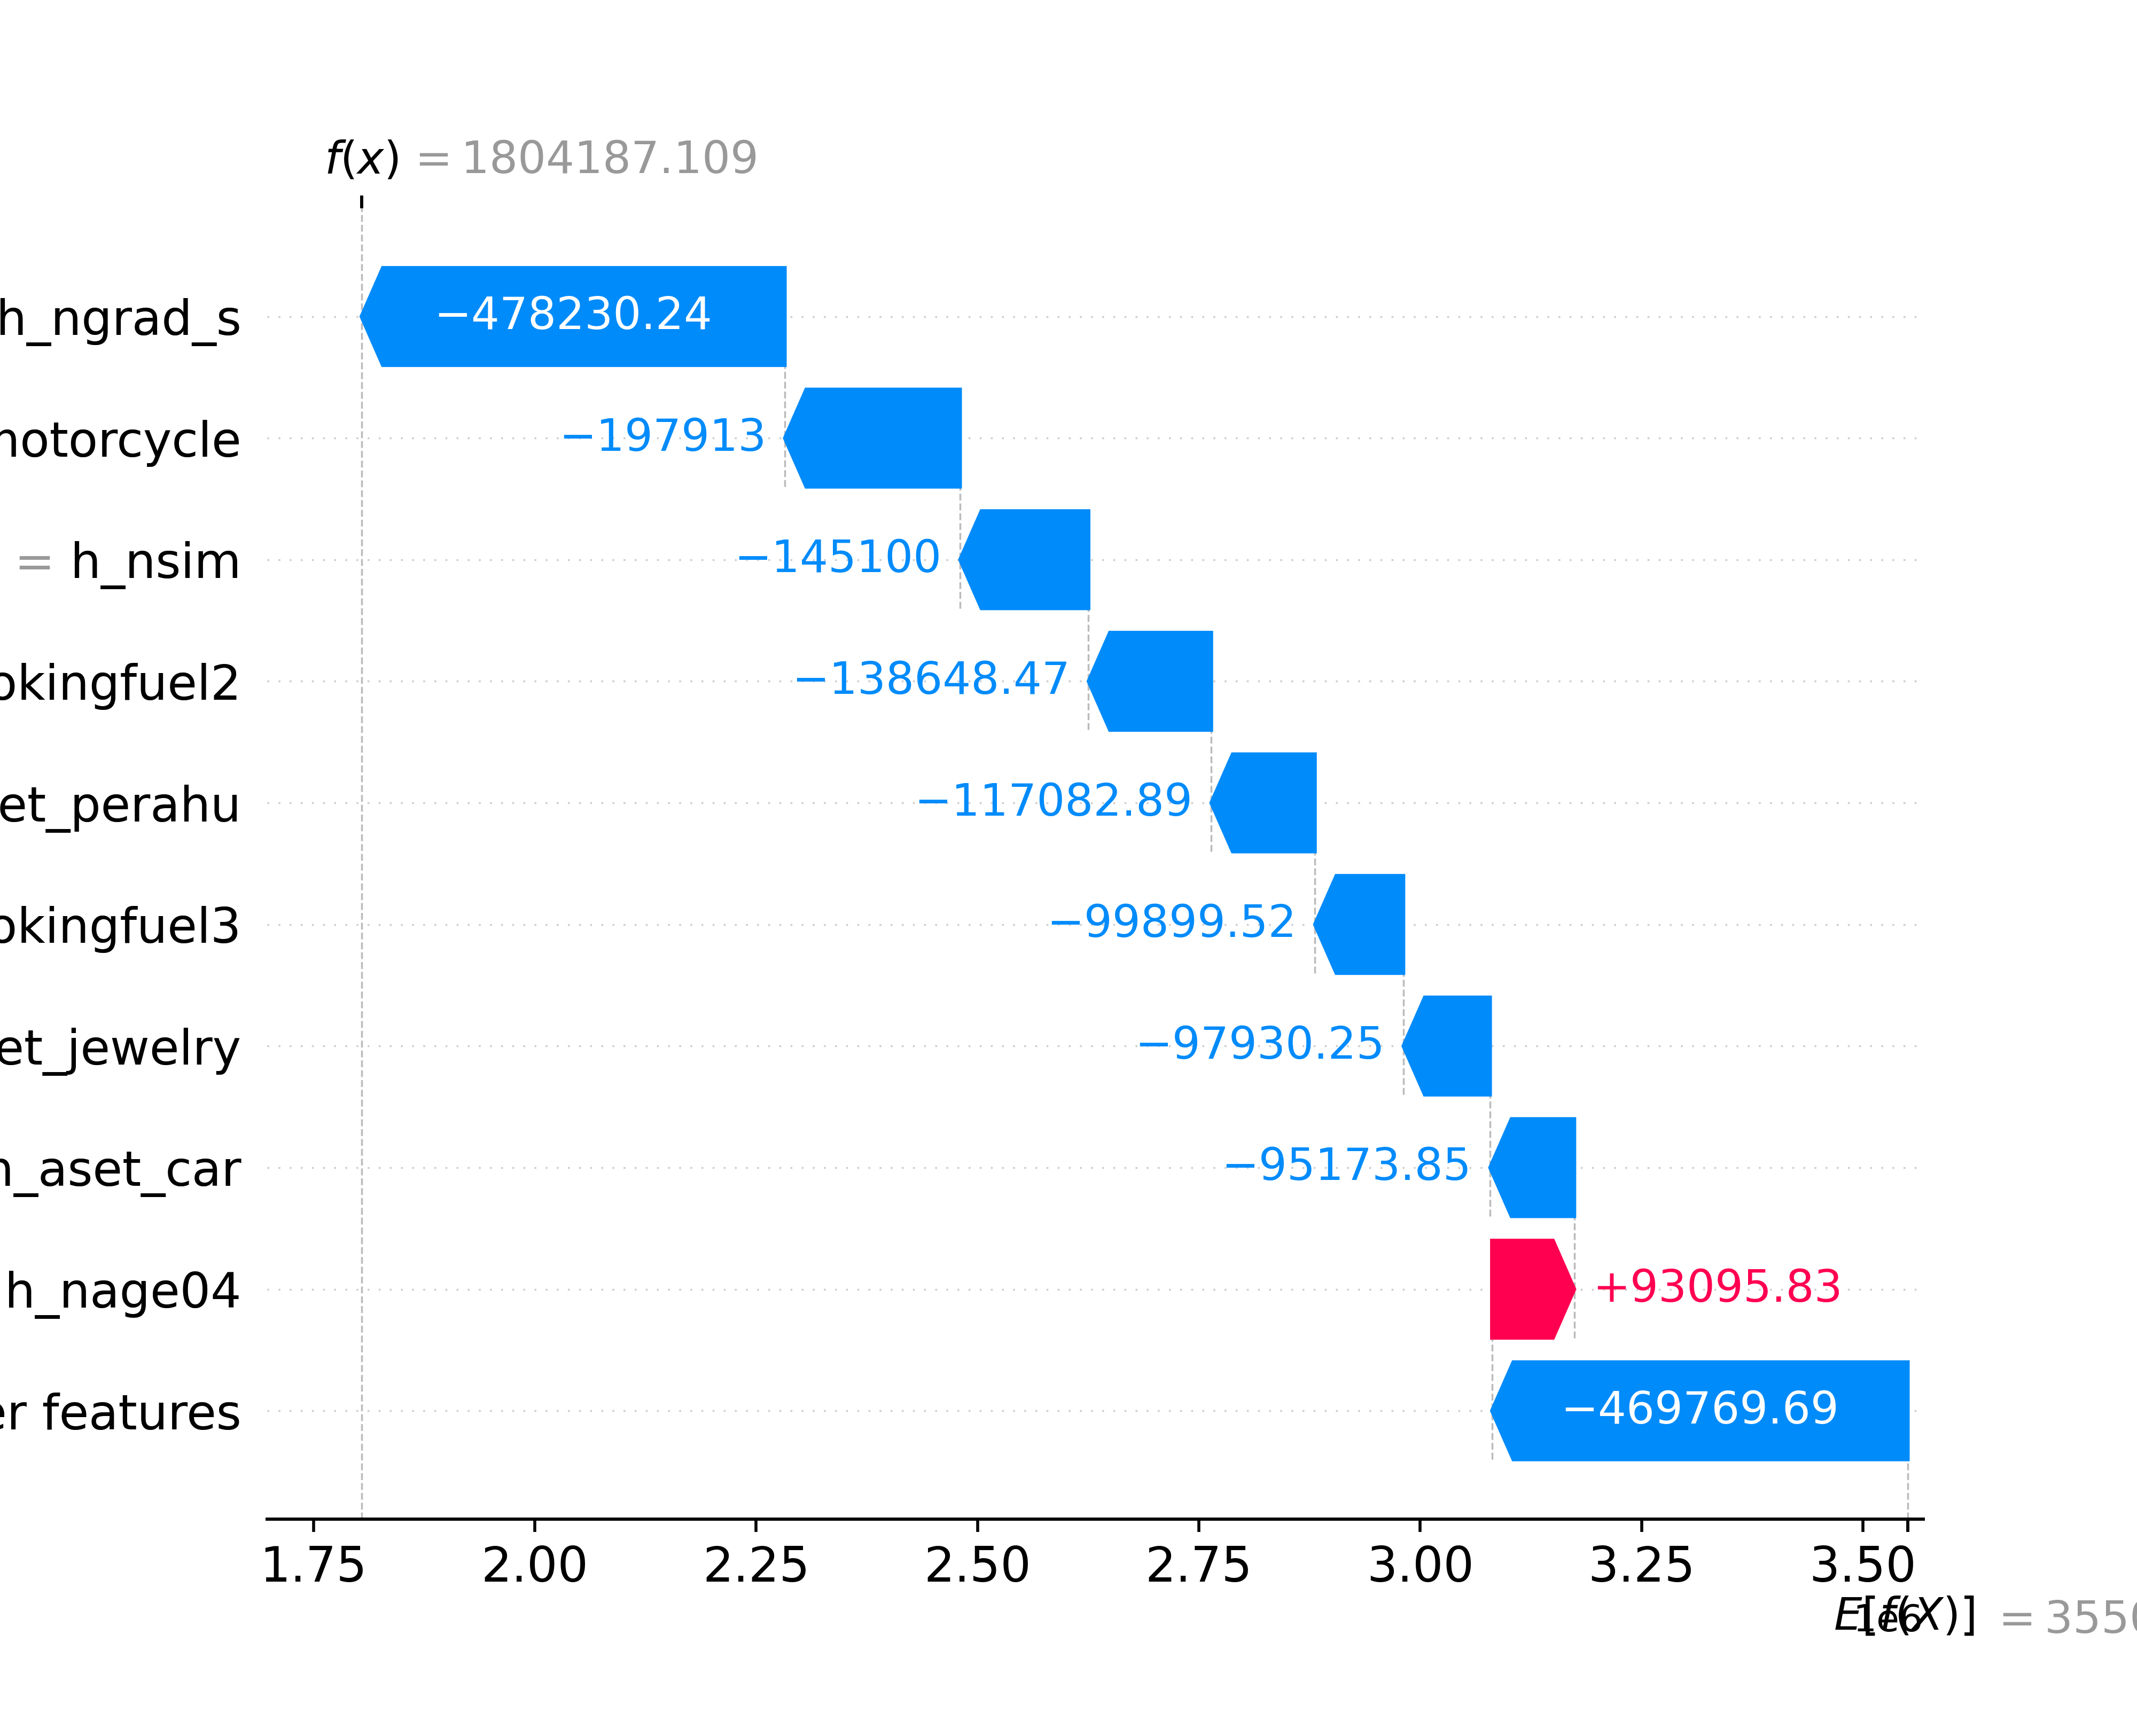 f(x) = 1804187.109
h_ngrad_s
−478230.24
notorcycle
−197913
= h_nsim
−145100
okingfuel2
−138648.47
et_perahu
−117082.89
okingfuel3
−99899.52
et_jewelry
−97930.25
h_aset_car
−95173.85
h_nage04
+93095.83
er features
−469769.69
1.75 2.00 2.25 2.50 2.75 3.00 3.25 3.50
1e6
E[f(X)] = 3550